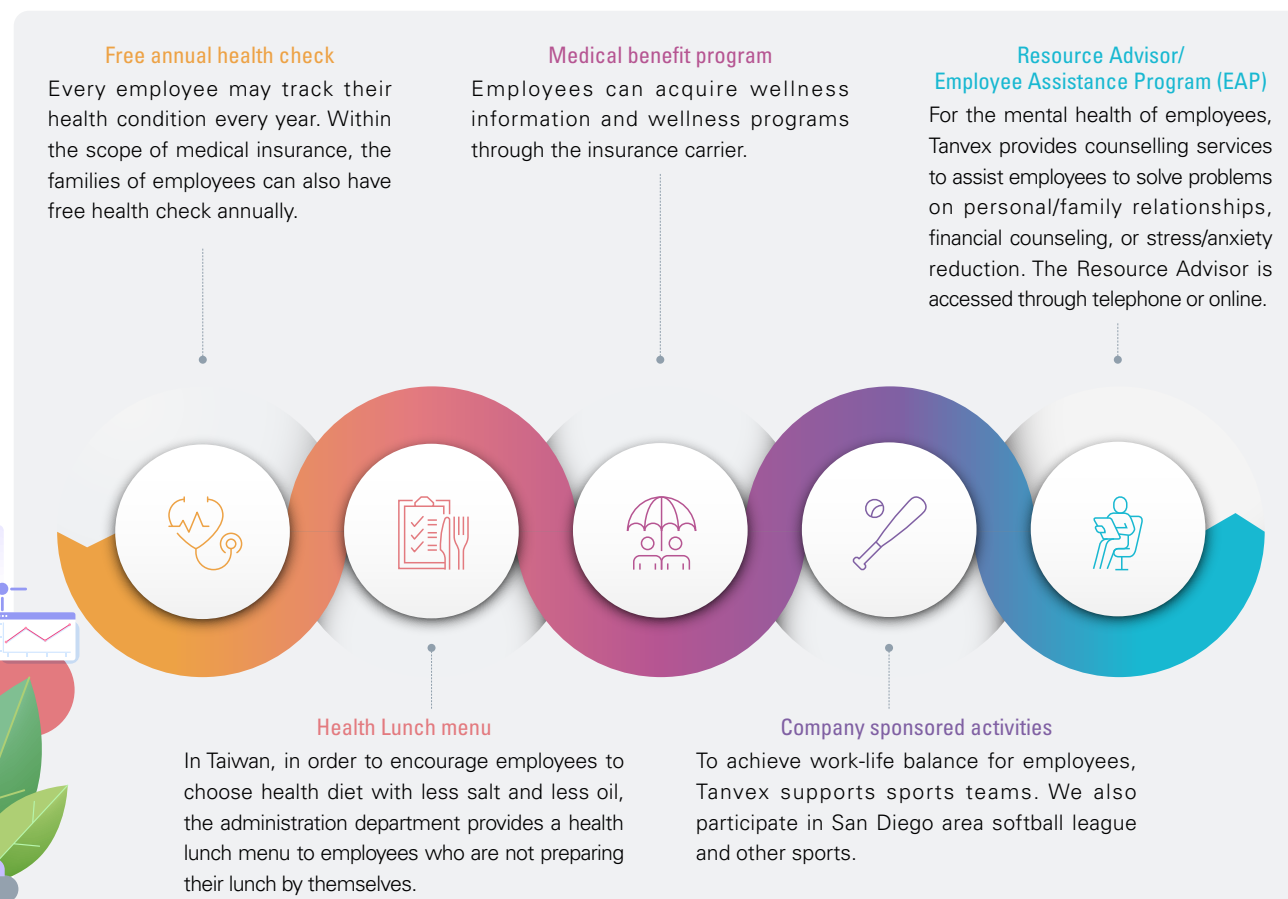 Free annual health check
Every employee may track their
health condition every year. Within
the scope of medical insurance, the
families of employees can also have
free health check annually.
Medical benefit program
Employees can acquire wellness
information and wellness programs
through the insurance carrier.
Resource Advisor/
Employee Assistance Program (EAP)
For the mental health of employees,
Tanvex provides counselling services
to assist employees to solve problems
on personal/family relationships,
financial counseling, or stress/anxiety
reduction. The Resource Advisor is
accessed through telephone or online.
Health Lunch menu
In Taiwan, in order to encourage employees to
choose health diet with less salt and less oil,
the administration department provides a health
lunch menu to employees who are not preparing
their lunch by themselves.
Company sponsored activities
To achieve work-life balance for employees,
Tanvex supports sports teams. We also
participate in San Diego area softball league
and other sports.